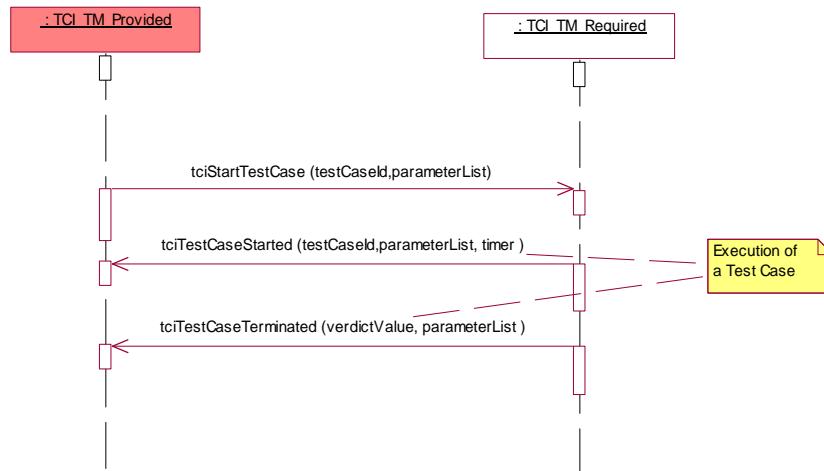 : TCI_TM_Provided
: TCI_TM_Required
tciStartTestCase (testCaseId,parameterList)
tciTestCaseStarted (testCaseId,parameterList, timer )
Execution of
a Test Case
tciTestCaseTerminated (verdictValue, parameterList )